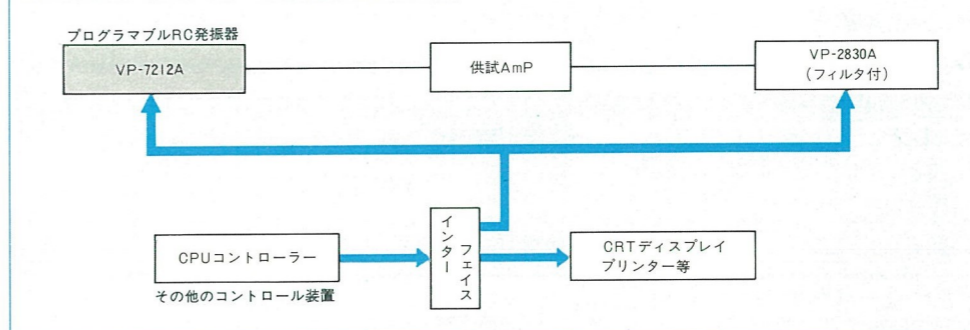 プログラマブルRC発振器
VP-7212A
供試AmP
VP-2830A
(フィルタ付)
CPUコントローラー
その他のコントロール装置
インター
フェイス
CRTディスプレイ
プリンター等